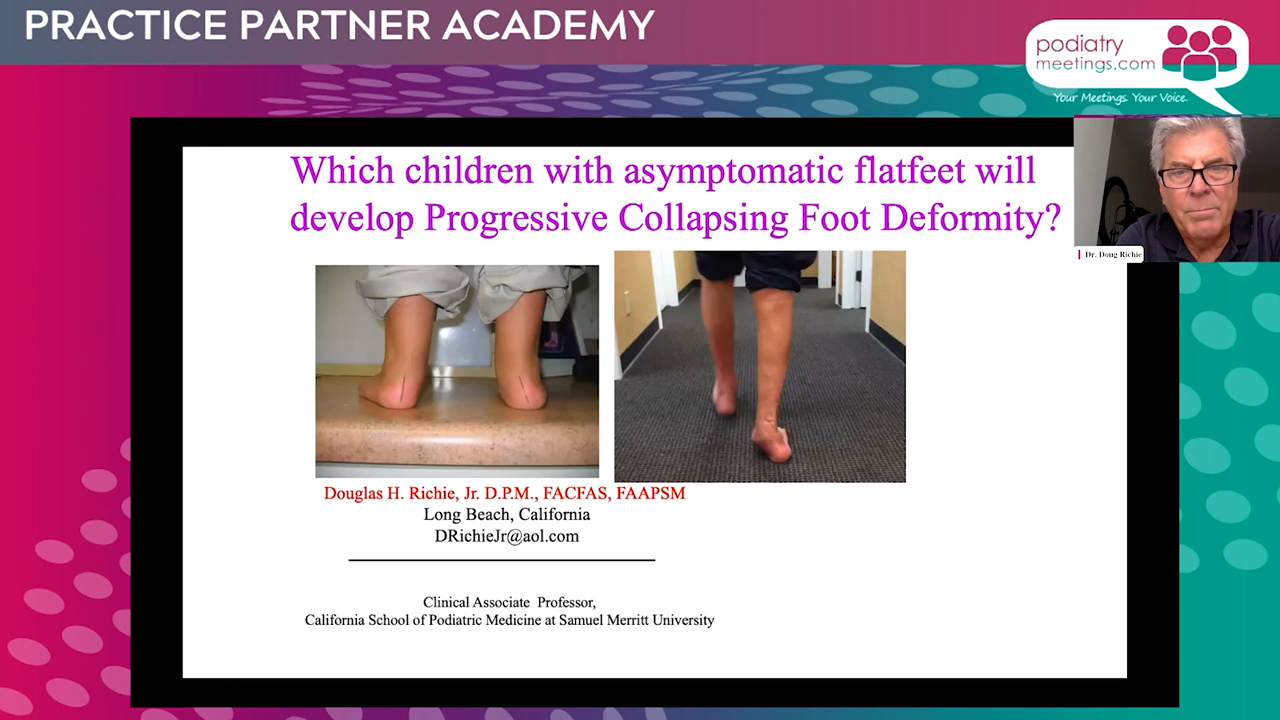 PRACTICE PARTNER ACADEMY
podiatry
meetings.com
Your Meetings. Your Voice.
Which children with asymptomatic flatfeet will
develop Progressive Collapsing Foot Deformity?
Dr. Doug Richie
Douglas H. Richie, Jr. D.P.M., FACFAS, FAAPSM
Long Beach, California
DRichieJr@aol.com
Clinical Associate Professor,
California School of Podiatric Medicine at Samuel Merritt University